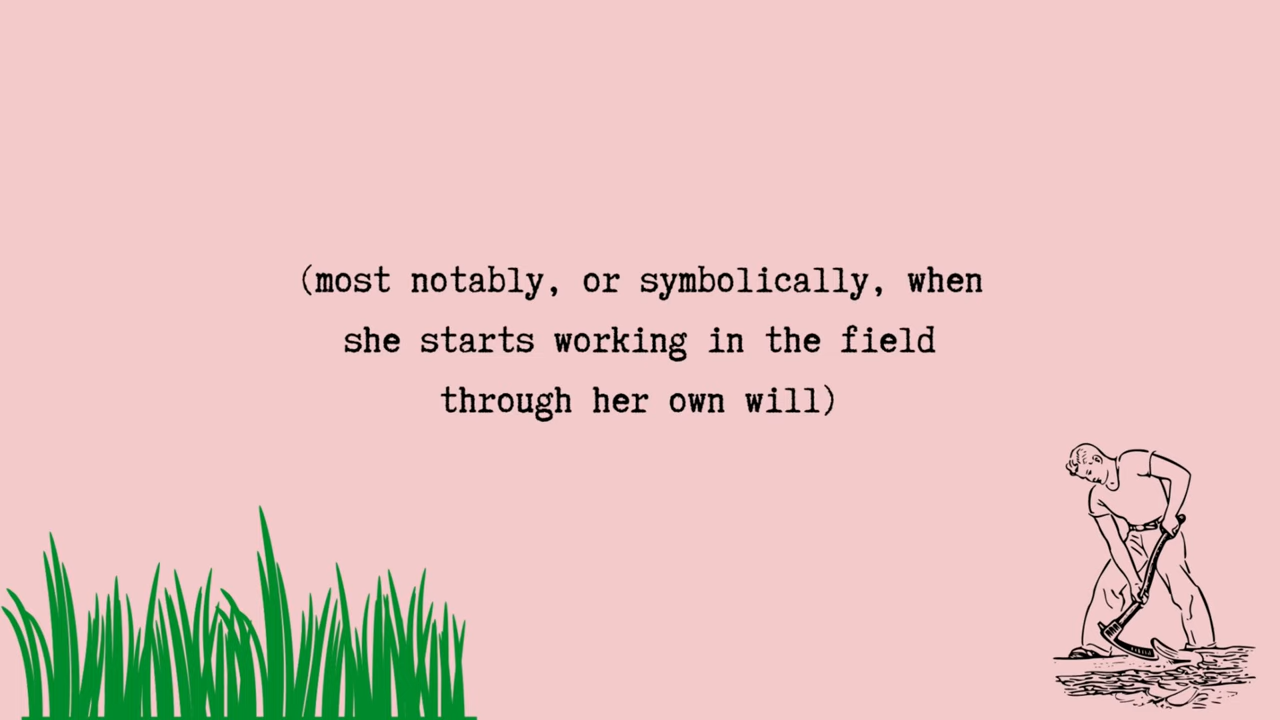 (most notably, or symbolically, when
she starts working in the field
through her own will)